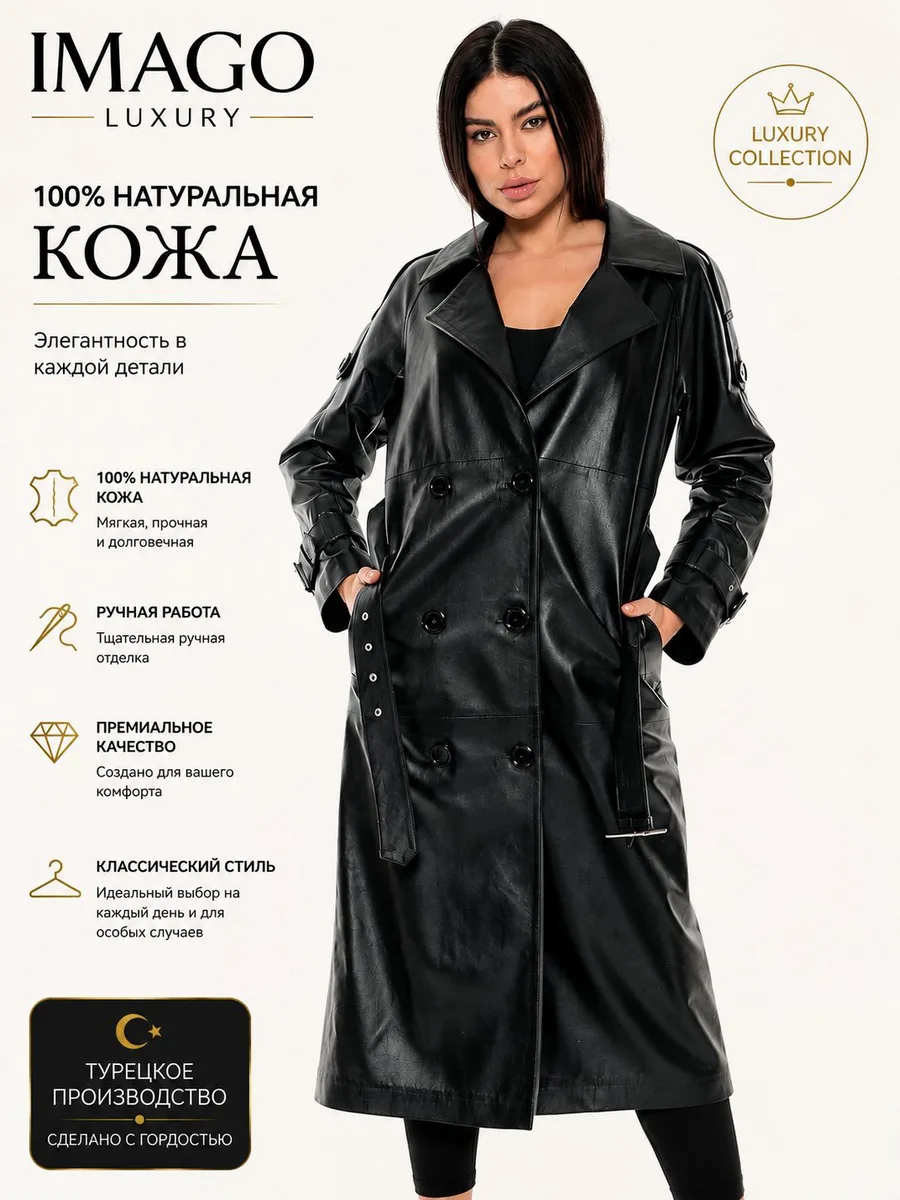 IMAGO
LUXURY
LUXURY
COLLECTION
100% НАТУРАЛЬНАЯ
КОЖА
Элегантность в
каждой детали
100% НАТУРАЛЬНАЯ
КОЖА
Мягкая, прочная
и долговечная
РУЧНАЯ РАБОТА
Тщательная ручная
отделка
ПРЕМИАЛЬНОЕ
КАЧЕСТВО
Создано для вашего
комфорта
КЛАССИЧЕСКИЙ СТИЛЬ
Идеальный выбор на
каждый день и для
особых случаев
ТУРЕЦКОЕ
ПРОИЗВОДСТВО
СДЕЛАНО С ГОРДОСТЬЮ